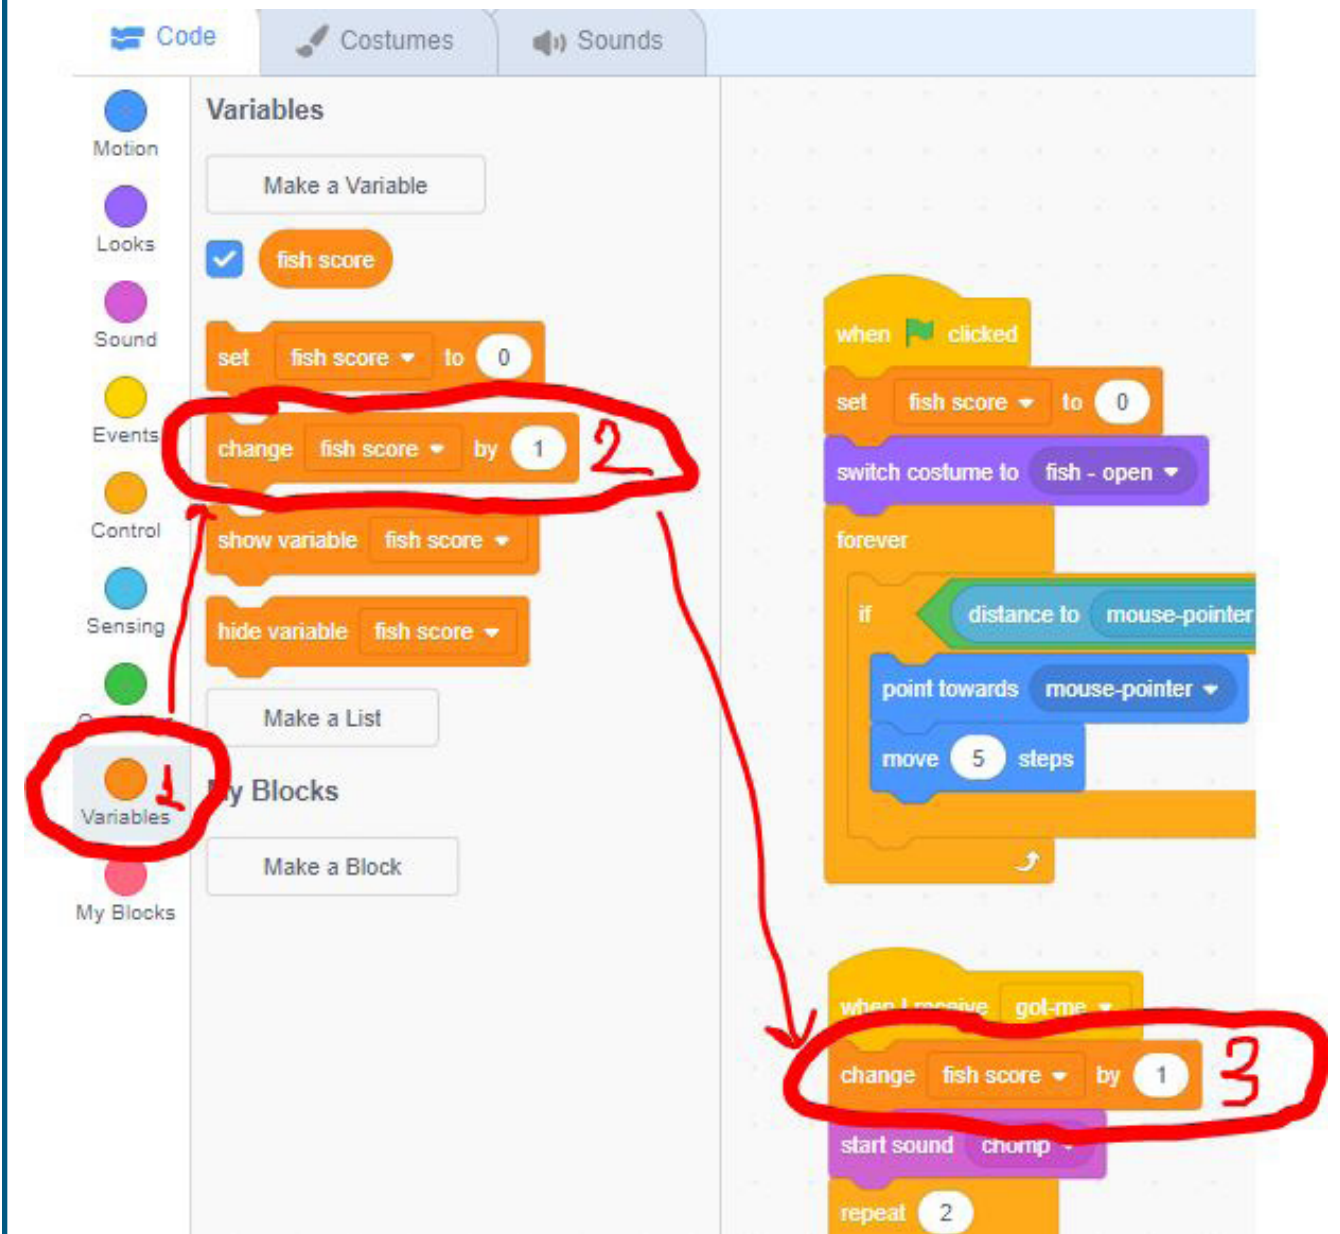 Code Costumes Sounds
Motion
Looks
Sound
Events
Control
Sensing
Variables
My Blocks
1
Variables
Make a Variable
fish score
set fish score to 0
change fish score by 1
2
show variable fish score
hide variable fish score
Make a List
My Blocks
Make a Block
when clicked
set fish score to 0
switch costume to fish - open
forever
if distance to mouse-pointer
point towards mouse-pointer
move 5 steps
when I receive got-me
change fish score by 1
3
start sound chomp
repeat 2